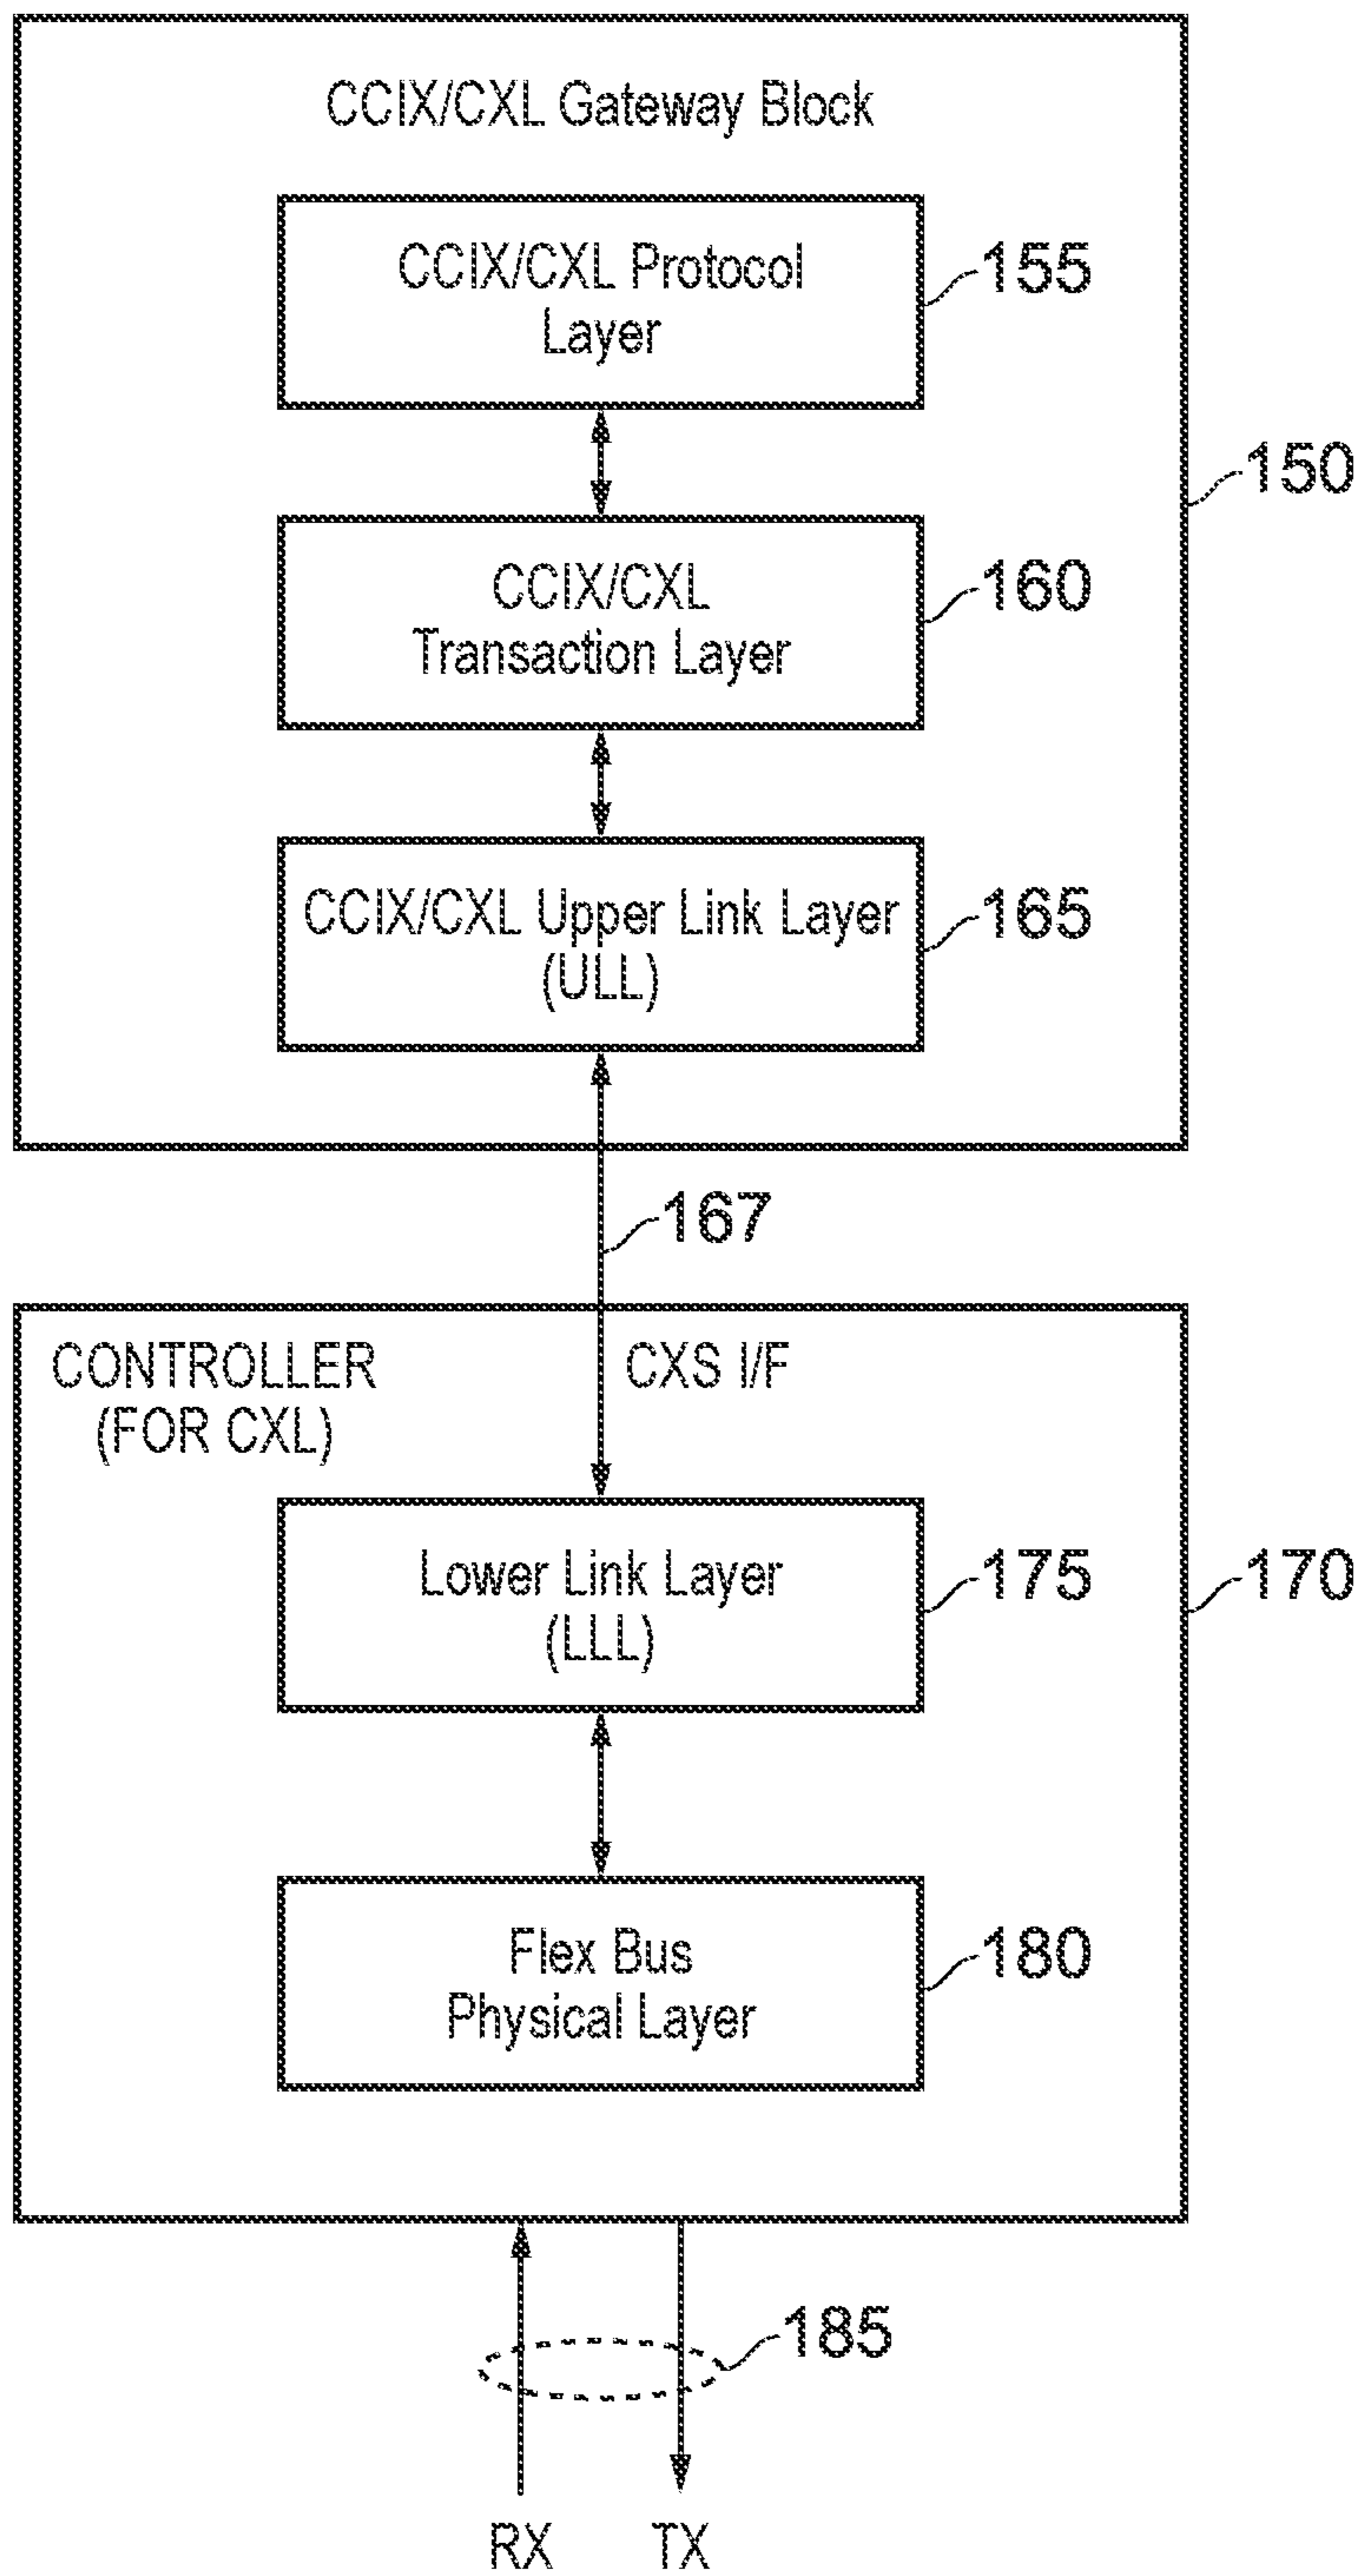 CCIX/CXL Gateway Block
CCIX/CXL Protocol
Layer
155
150
CCIX/CXL
Transaction Layer
160
CCIX/CXL Upper Link Layer
(ULL)
165
167
CONTROLLER
(FOR CXL)
CXS I/F
Lower Link Layer
(LLL)
175
170
Flex Bus
Physical Layer
180
185
RX
TX